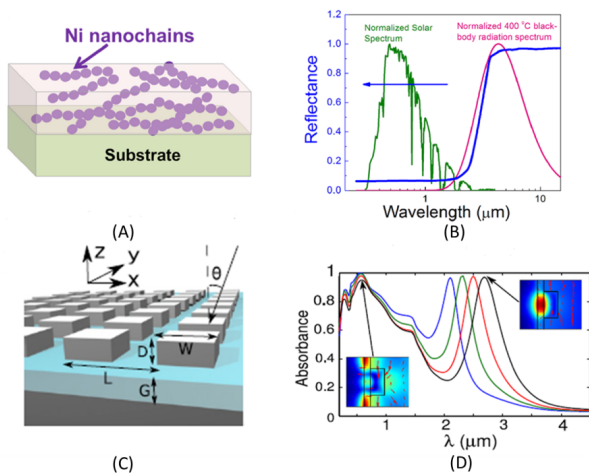 Ni nanochains
Substrate
(A)
Normalized Solar
Spectrum
Normalized 400 °C black-
body radiation spectrum
Reflectance
1.0
0.8
0.6
0.4
0.2
0.0
1
10
Wavelength (μm)
(B)
z
y
x
θ
D
W
L
G
(C)
Absorbance
1
0.8
0.6
0.4
0.2
0
1
2
3
4
λ (μm)
(D)